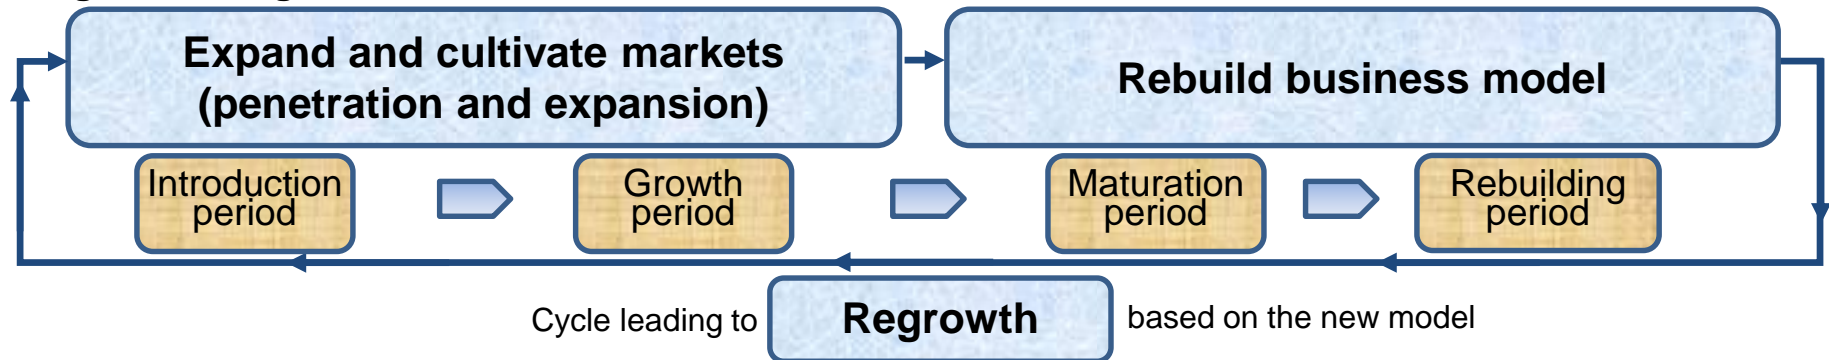 Expand and cultivate markets
(penetration and expansion)
Rebuild business model
Introduction
period
Growth
period
Maturation
period
Rebuilding
period
Cycle leading to
Regrowth
based on the new model